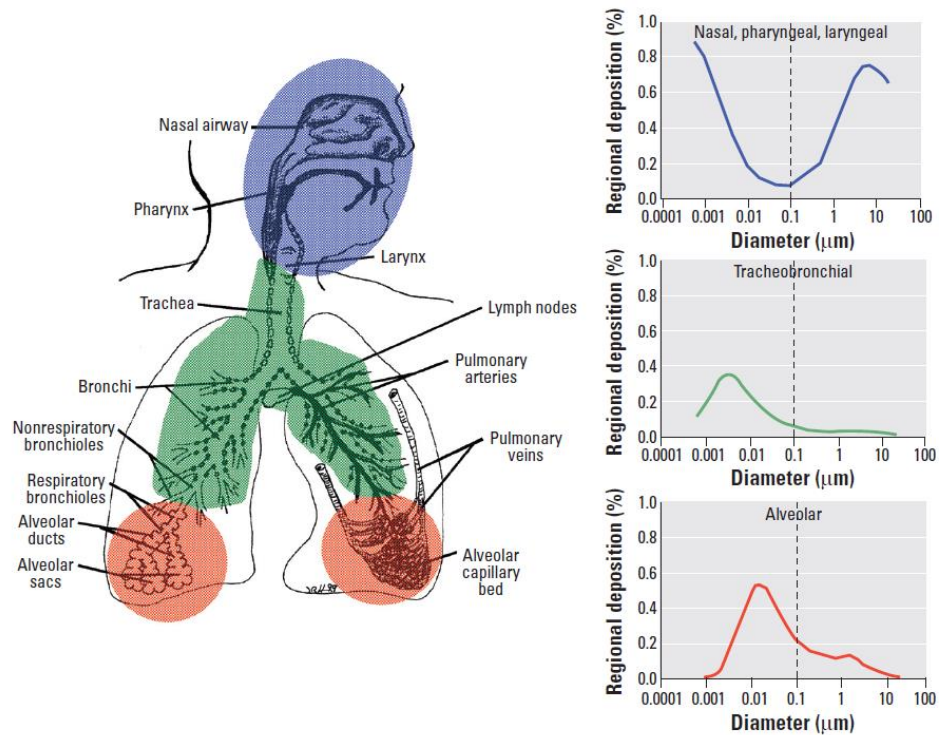 Nasal airway
Pharynx
Larynx
Trachea
Lymph nodes
Bronchi
Pulmonary
arteries
Nonrespiratory
bronchioles
Pulmonary
veins
Respiratory
bronchioles
Alveolar
ducts
Alveolar
sacs
Alveolar
capillary
bed
Regional deposition (%)
1.0
0.8
0.6
0.4
0.2
0.0
Nasal, pharyngeal, laryngeal
0.0001 0.001 0.01 0.1 1 10 100
Diameter (μm)
Regional deposition (%)
1.0
0.8
0.6
0.4
0.2
0.0
Tracheobronchial
0.0001 0.001 0.01 0.1 1 10 100
Diameter (μm)
Regional deposition (%)
1.0
0.8
0.6
0.4
0.2
0.0
Alveolar
0.0001 0.001 0.01 0.1 1 10 100
Diameter (μm)